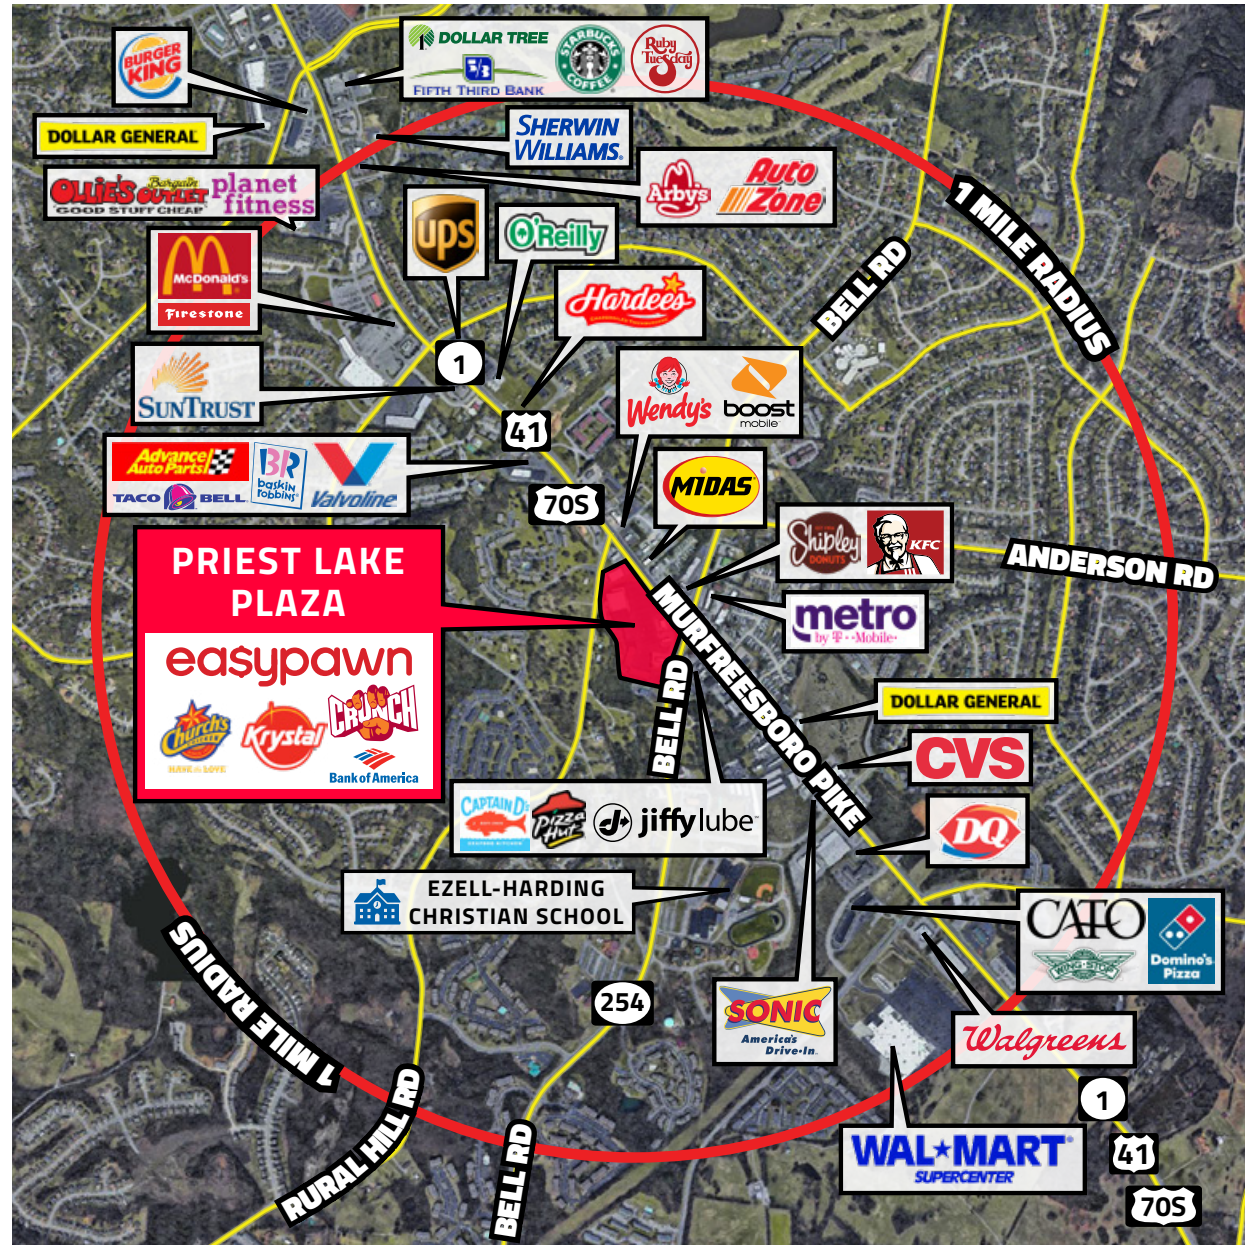 BURGER
KING
DOLLAR TREE
FIFTH THIRD BANK
STARBUCKS
COFFEE
Ruby
Tuesday
DOLLAR GENERAL
SHERWIN
WILLIAMS®
OLLIE'S Bargain
OUTLET
"GOOD STUFF CHEAP"
planet
fitness
Arby's
Auto
Zone
ups
O'Reilly
1 MILE RADIUS
BELL RD
McDonald's
Firestone
Hardee's
SUNTRUST
1
Wendy's
boost
mobile
41
Advance
Auto Parts
TACO BELL
BR
baskin
robbins
Valvoline
MIDAS
70S
Shipley
DONUTS
KFC
ANDERSON RD
PRIEST LAKE
PLAZA
easypawn
Church's
CHICKEN
Krystal
CRUNCH
Bank of America
metro
by T-Mobile
MURFREESBORO PIKE
BELL RD
DOLLAR GENERAL
CVS
CAPTAIN D'S
Pizza
Hut
jiffy lube
DQ
EZELL-HARDING
CHRISTIAN SCHOOL
CATO
WING-STOP
Domino's
Pizza
1 MILE RADIUS
254
SONIC
America's
Drive-In
Walgreens
RURAL HILL RD
BELL RD
1
WAL★MART®
SUPERCENTER
41
70S